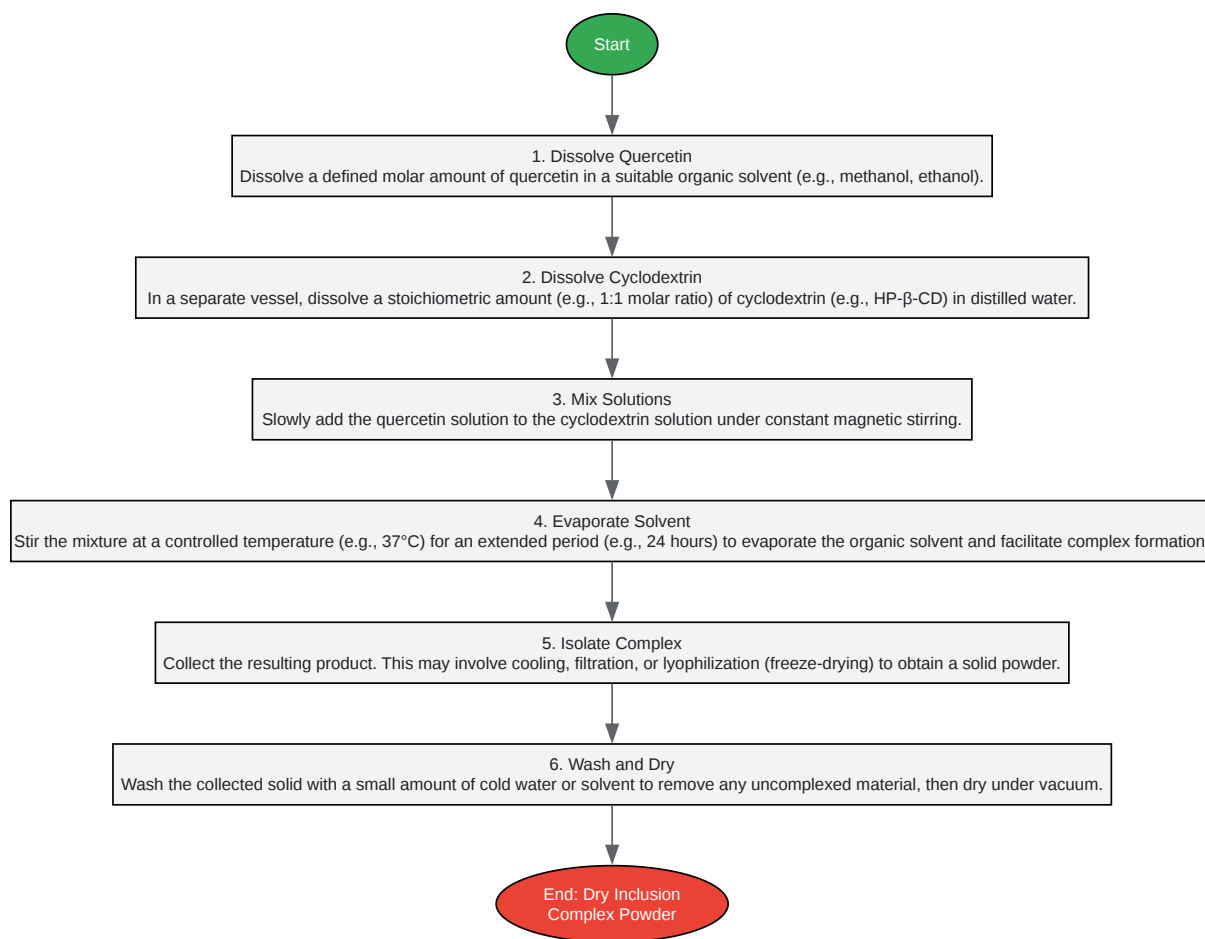 Start
1. Dissolve Quercetin
Dissolve a defined molar amount of quercetin in a suitable organic solvent (e.g., methanol, ethanol).
2. Dissolve Cyclodextrin
In a separate vessel, dissolve a stoichiometric amount (e.g., 1:1 molar ratio) of cyclodextrin (e.g., HP-β-CD) in distilled water.
3. Mix Solutions
Slowly add the quercetin solution to the cyclodextrin solution under constant magnetic stirring.
4. Evaporate Solvent
Stir the mixture at a controlled temperature (e.g., 37°C) for an extended period (e.g., 24 hours) to evaporate the organic solvent and facilitate complex formation
5. Isolate Complex
Collect the resulting product. This may involve cooling, filtration, or lyophilization (freeze-drying) to obtain a solid powder.
6. Wash and Dry
Wash the collected solid with a small amount of cold water or solvent to remove any uncomplexed material, then dry under vacuum.
End: Dry Inclusion
Complex Powder